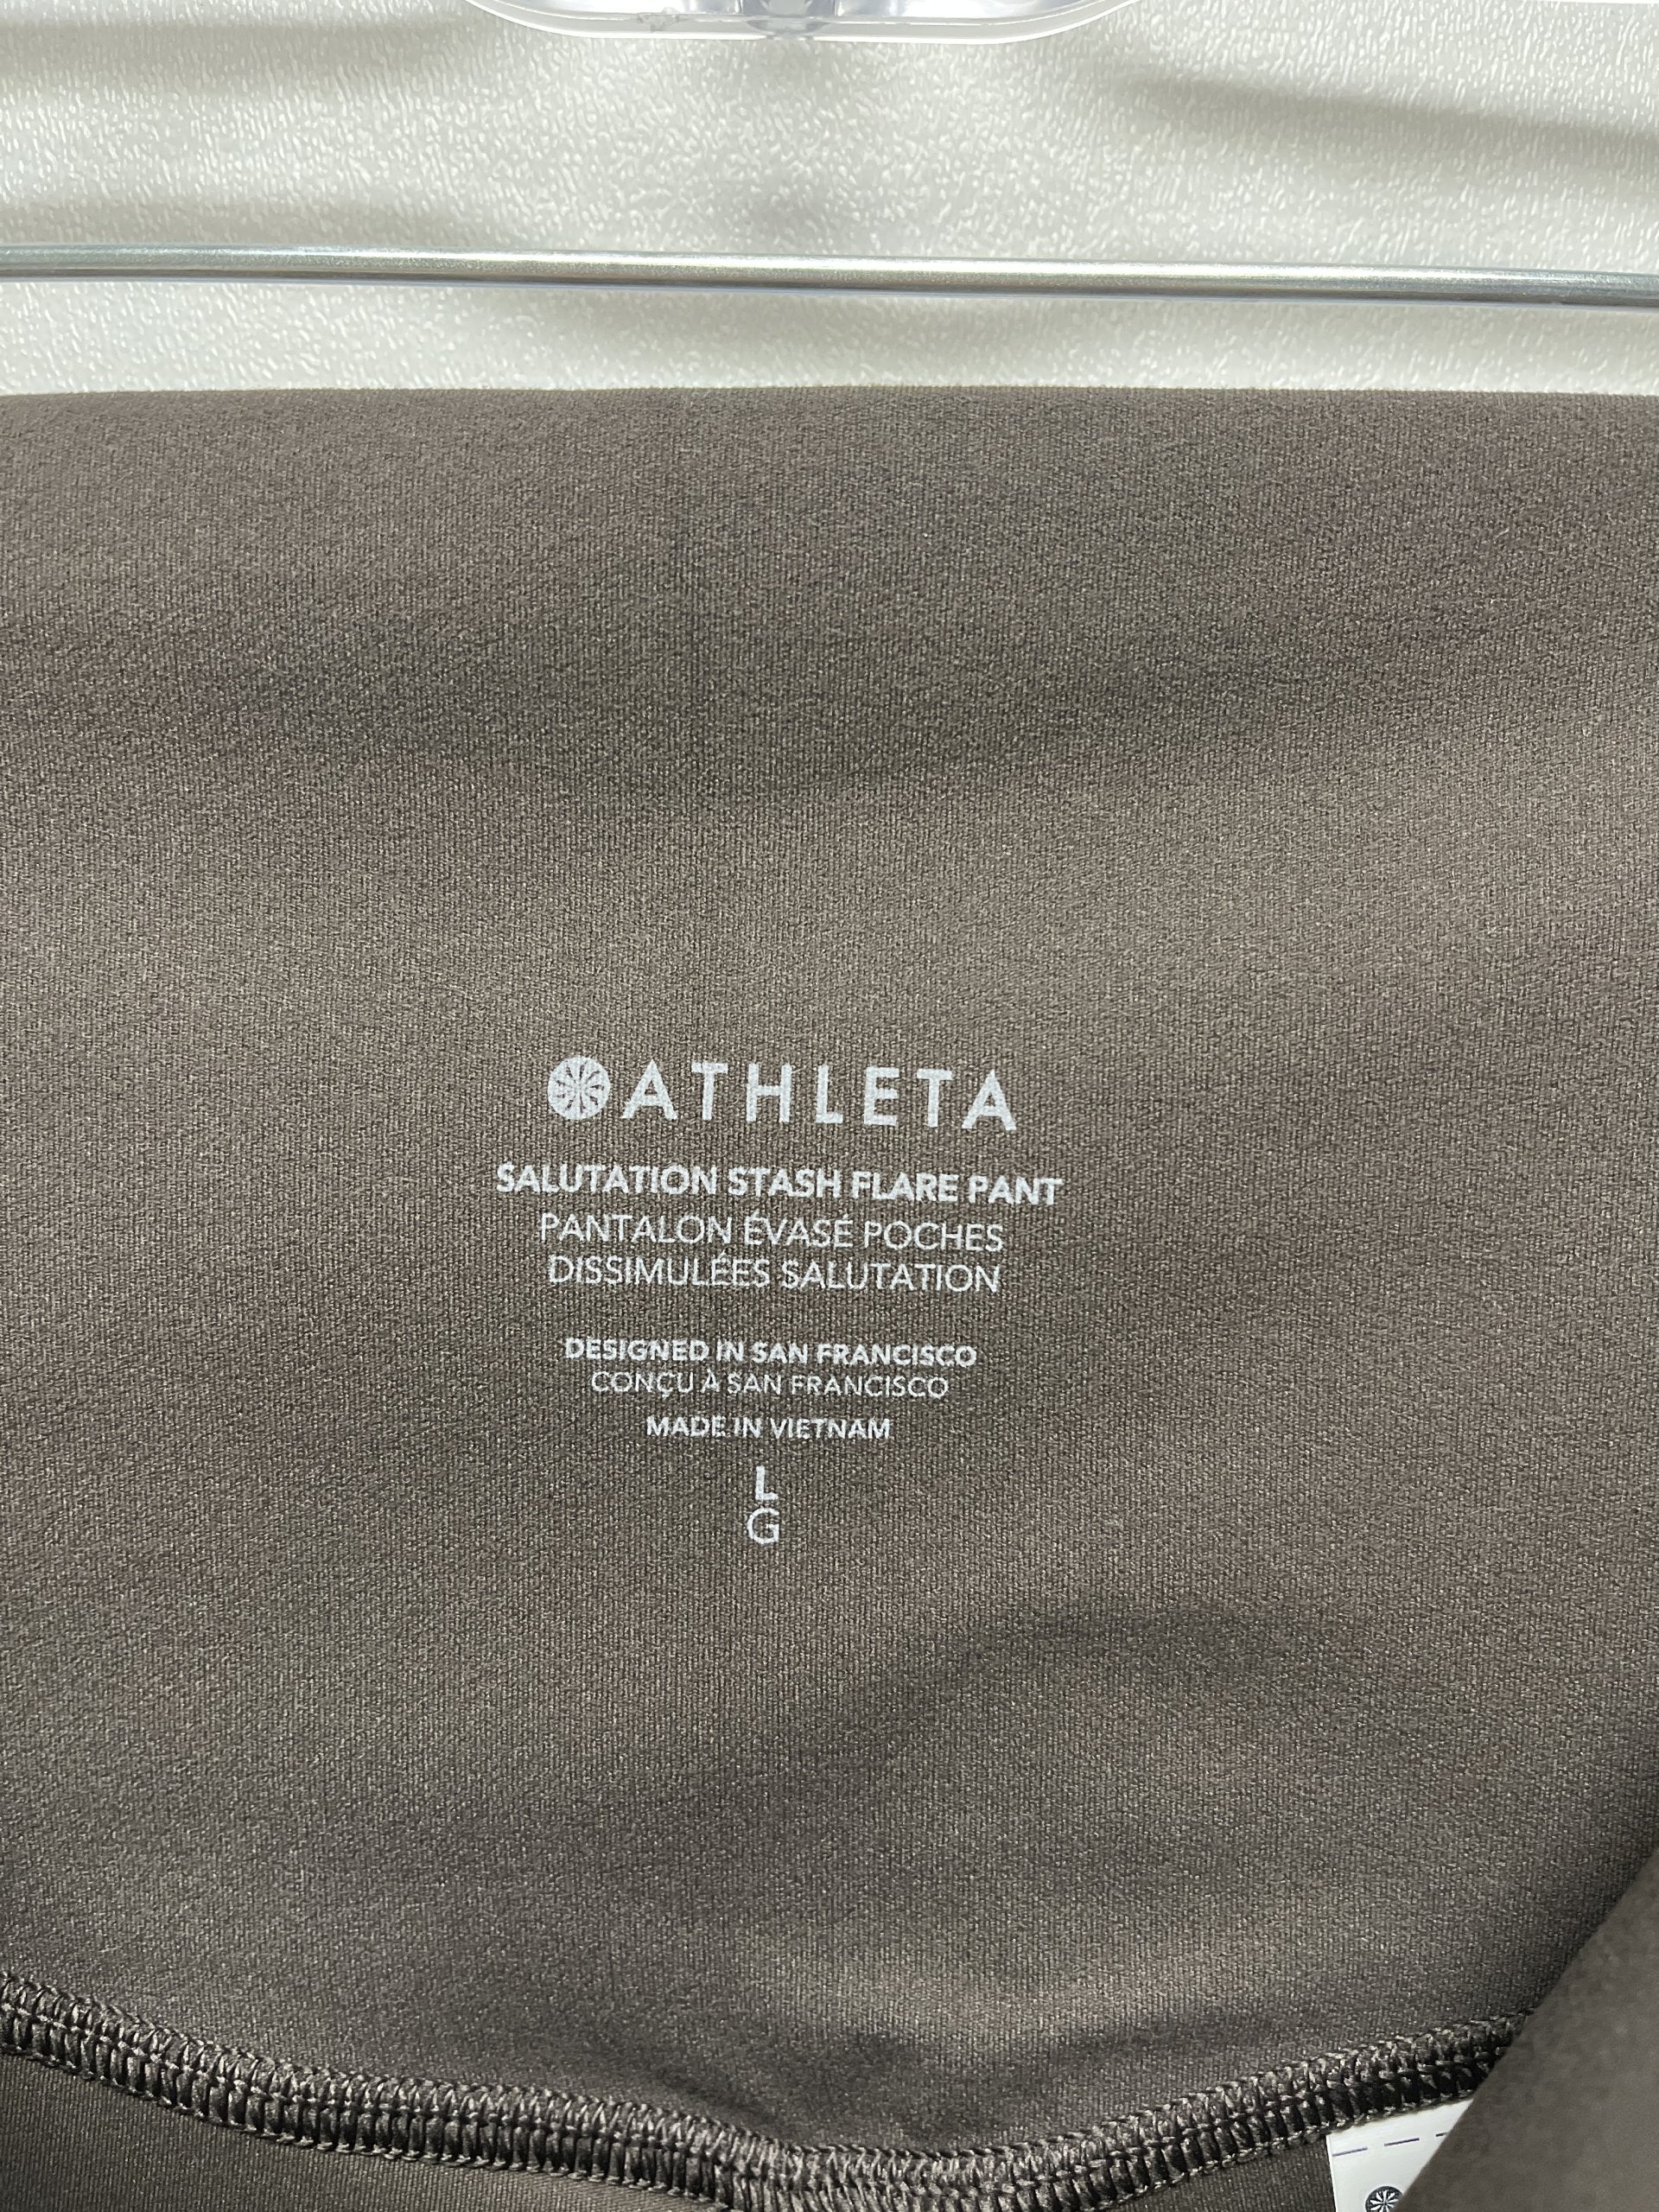 ATHLETA
SALUTATION STASH FLARE PANT
PANTALON ÉVASÉ POCHES
DISSIMULÉES SALUTATION
DESIGNED IN SAN FRANCISCO
CONÇU À SAN FRANCISCO
MADE IN VIETNAM
L
G